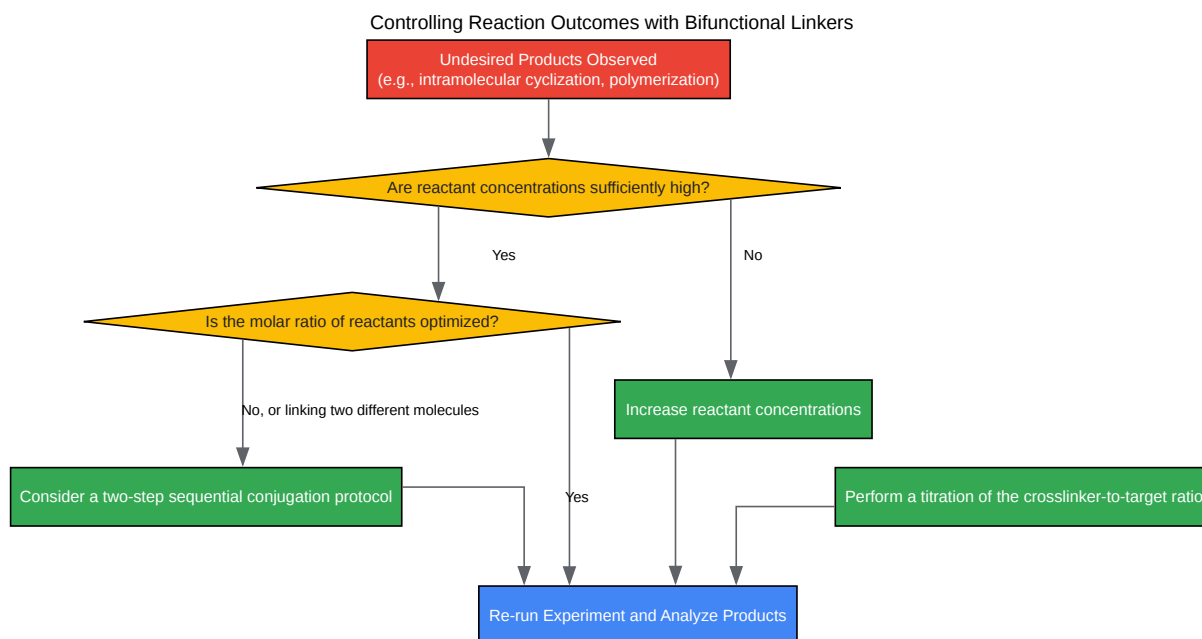 Controlling Reaction Outcomes with Bifunctional Linkers
Undesired Products Observed
(e.g., intramolecular cyclization, polymerization)
Are reactant concentrations sufficiently high?
Yes
No
Is the molar ratio of reactants optimized?
No, or linking two different molecules
Increase reactant concentrations
Consider a two-step sequential conjugation protocol
Yes
Perform a titration of the crosslinker-to-target ratio
Re-run Experiment and Analyze Products